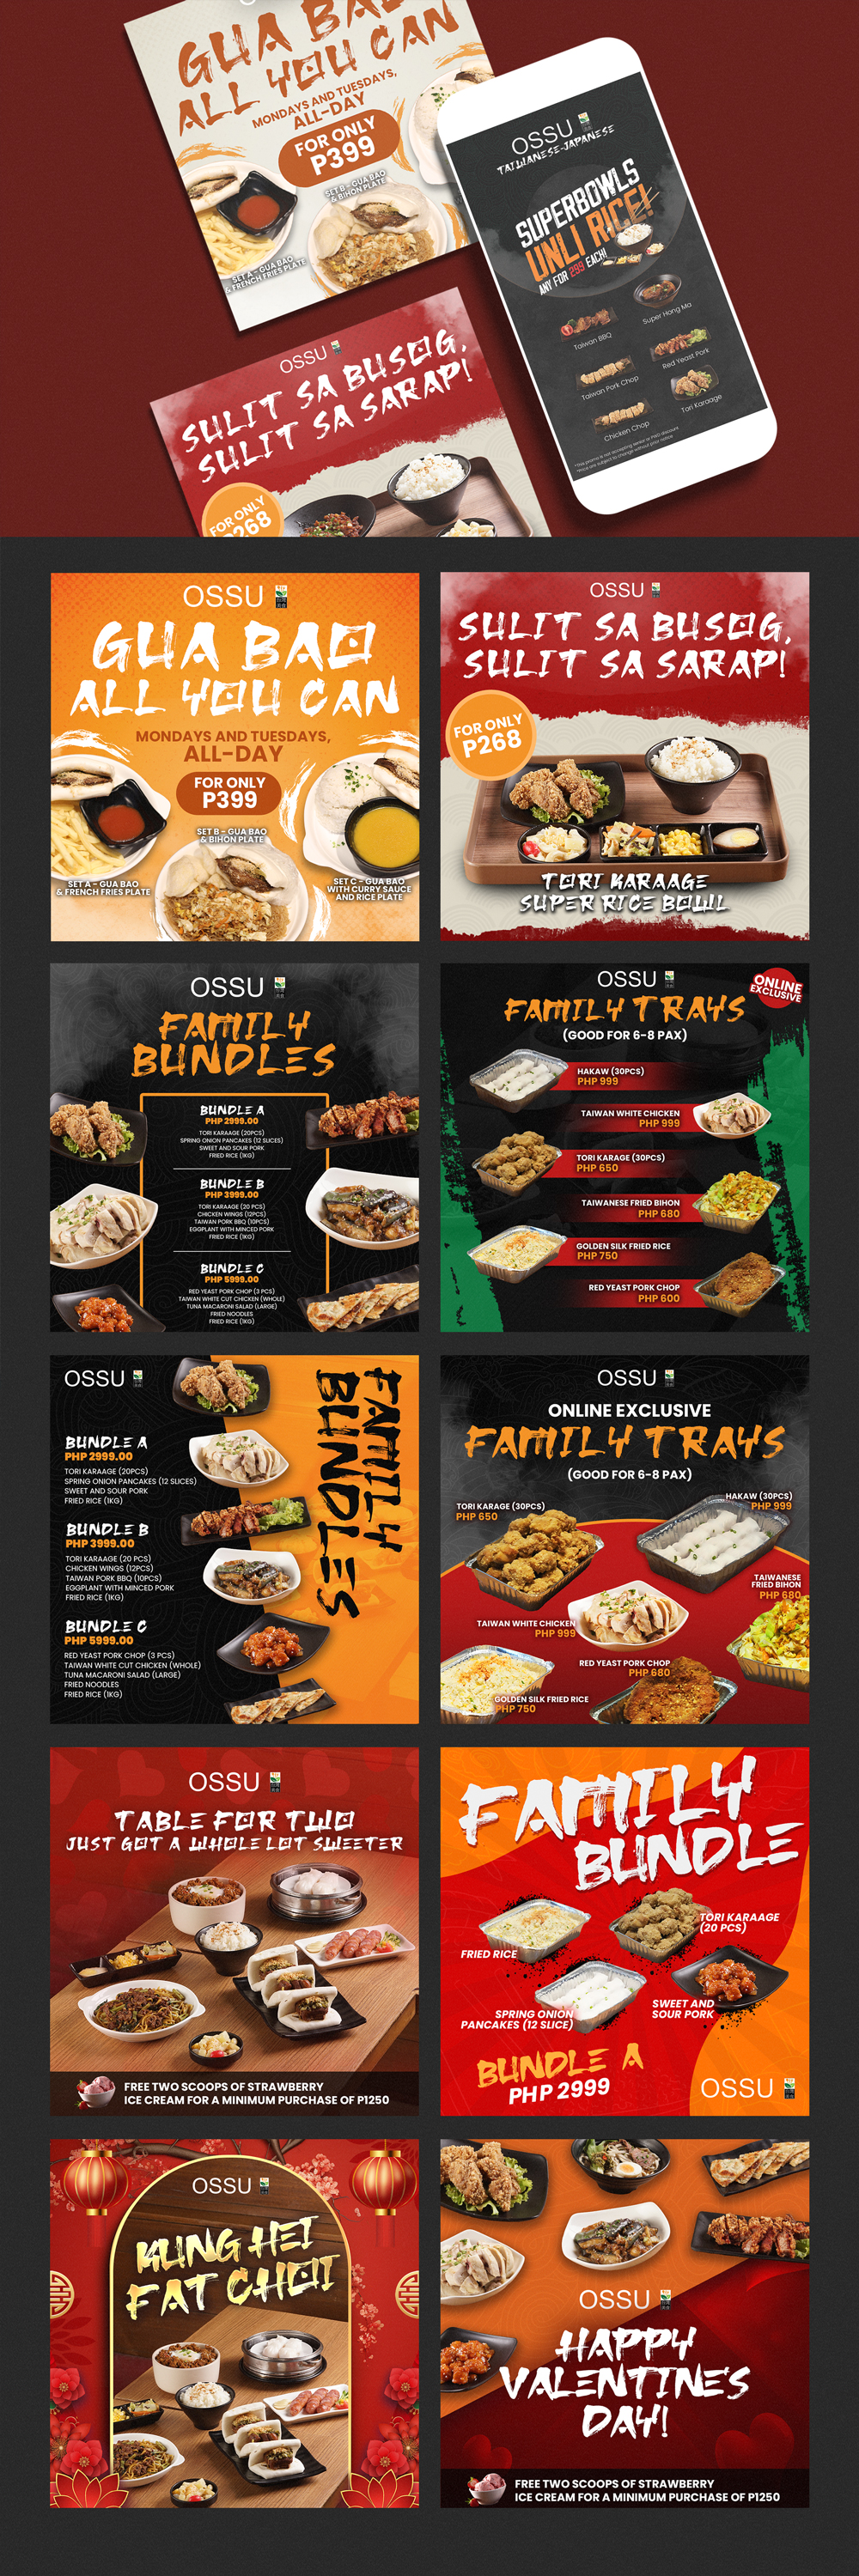 GUA BAO
ALL YOU CAN
MONDAYS AND TUESDAYS,
ALL-DAY
FOR ONLY
P399
SET B - GUA BAO
& BIHON PLATE
SET A - GUA BAO
& FRENCH FRIES PLATE
OSSU
TAIWANESE-JAPANESE
SUPERBOWLS
UNLI RICE!
ANY FOR 299 EACH!
Taiwan BBQ
Super Hong Ma
Taiwan Pork Chop
Red Yeast Pork
Chicken Chop
Tori Karaage
OSSU
SULIT SA BUSOG,
SULIT SA SARAP!
FOR ONLY
P268
OSSU
GUA BAO
ALL YOU CAN
MONDAYS AND TUESDAYS,
ALL-DAY
FOR ONLY
P399
SET B - GUA BAO
& BIHON PLATE
SET A - GUA BAO
& FRENCH FRIES PLATE
SET C - GUA BAO
WITH CURRY SAUCE
AND RICE PLATE
OSSU
SULIT SA BUSOG,
SULIT SA SARAP!
FOR ONLY
P268
TORI KARAAGE
SUPER RICE BOWL
OSSU
FAMILY
BUNDLES
BUNDLE A
PHP 2999.00
TORI KARAAGE (20PCS)
SPRING ONION PANCAKES (12 SLICES)
SWEET AND SOUR PORK
FRIED RICE (1KG)
BUNDLE B
PHP 3999.00
TORI KARAAGE (20 PCS)
CHICKEN WINGS (12PCS)
TAIWAN PORK BBQ (10PCS)
EGGPLANT WITH MINCED PORK
FRIED RICE (1KG)
BUNDLE C
PHP 5999.00
RED YEAST PORK CHOP (3 PCS)
TAIWAN WHITE CUT CHICKEN (WHOLE)
TUNA MACARONI SALAD (LARGE)
FRIED NOODLES
FRIED RICE (1KG)
OSSU
ONLINE
EXCLUSIVE
FAMILY TRAYS
(GOOD FOR 6-8 PAX)
HAKAW (30PCS)
PHP 999
TAIWAN WHITE CHICKEN
PHP 999
TORI KARAGE (30PCS)
PHP 650
TAIWANESE FRIED BIHON
PHP 680
GOLDEN SILK FRIED RICE
PHP 750
RED YEAST PORK CHOP
PHP 600
OSSU
FAMILY
BUNDLES
BUNDLE A
PHP 2999.00
TORI KARAAGE (20PCS)
SPRING ONION PANCAKES (12 SLICES)
SWEET AND SOUR PORK
FRIED RICE (1KG)
BUNDLE B
PHP 3999.00
TORI KARAAGE (20 PCS)
CHICKEN WINGS (12PCS)
TAIWAN PORK BBQ (10PCS)
EGGPLANT WITH MINCED PORK
FRIED RICE (1KG)
BUNDLE C
PHP 5999.00
RED YEAST PORK CHOP (3 PCS)
TAIWAN WHITE CUT CHICKEN (WHOLE)
TUNA MACARONI SALAD (LARGE)
FRIED NOODLES
FRIED RICE (1KG)
OSSU
ONLINE EXCLUSIVE
FAMILY TRAYS
(GOOD FOR 6-8 PAX)
HAKAW (30PCS)
PHP 999
TORI KARAGE (30PCS)
PHP 650
TAIWANESE
FRIED BIHON
PHP 680
TAIWAN WHITE CHICKEN
PHP 999
RED YEAST PORK CHOP
PHP 680
GOLDEN SILK FRIED RICE
PHP 750
OSSU
TABLE FOR TWO
JUST GOT A WHOLE LOT SWEETER
FREE TWO SCOOPS OF STRAWBERRY
ICE CREAM FOR A MINIMUM PURCHASE OF P1250
FAMILY
BUNDLE
TORI KARAAGE
(20 PCS)
FRIED RICE
SPRING ONION
PANCAKES (12 SLICE)
SWEET AND
SOUR PORK
BUNDLE A
PHP 2999
OSSU
OSSU
KUNG HEI
FAT CHOI
OSSU
HAPPY
VALENTINE'S
DAY!
FREE TWO SCOOPS OF STRAWBERRY
ICE CREAM FOR A MINIMUM PURCHASE OF P1250